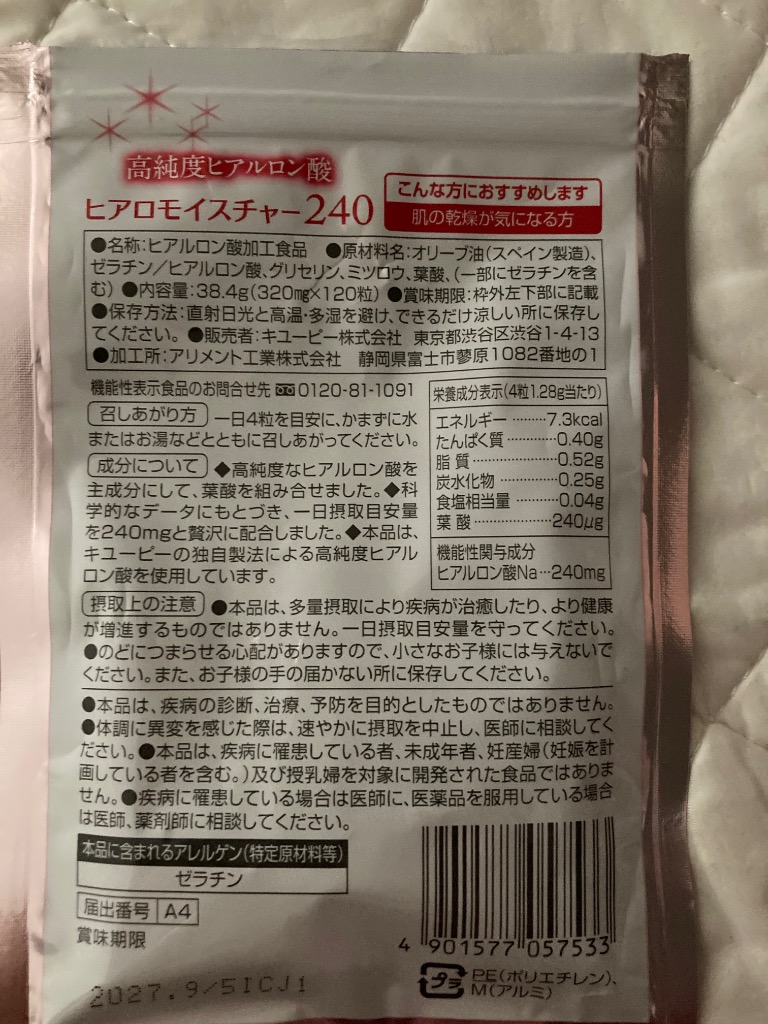 高純度ヒアルロン酸
ヒアロモイスチャー240
こんな方におすすめします
肌の乾燥が気になる方
●名称:ヒアルロン酸加工食品 ●原材料名:オリーブ油(スペイン製造)、
ゼラチン/ヒアルロン酸、グリセリン、ミツロウ、葉酸、(一部にゼラチンを含
む) ●内容量:38.4g(320mg×120粒) ●賞味期限:枠外左下部に記載
●保存方法:直射日光と高温・多湿を避け、できるだけ涼しい所に保存し
てください。 ●販売者:キユーピー株式会社 東京都渋谷区渋谷1-4-13
●加工所:アリメント工業株式会社 静岡県富士市蓼原1082番地の1
機能性表示食品のお問合せ先 0120-81-1091
召しあがり方 一日4粒を目安に、かまずに水
またはお湯などとともに召しあがってください。
成分について ◆高純度なヒアルロン酸を
主成分にして、葉酸を組み合せました。◆科
学的なデータにもとづき、一日摂取目安量
を240mgと贅沢に配合しました。◆本品は、
キユーピーの独自製法による高純度ヒアル
ロン酸を使用しています。
栄養成分表示(4粒1.28g当たり)
エネルギー………7.3kcal
たんぱく質…………0.40g
脂質…………………0.52g
炭水化物……………0.25g
食塩相当量…………0.04g
葉酸…………………240μg
機能性関与成分
ヒアルロン酸Na…240mg
摂取上の注意 ●本品は、多量摂取により疾病が治癒したり、より健康
が増進するものではありません。一日摂取目安量を守ってください。
●のどにつまらせる心配がありますので、小さなお子様には与えないで
ください。また、お子様の手の届かない所に保存してください。
●本品は、疾病の診断、治療、予防を目的としたものではありません。
●体調に異変を感じた際は、速やかに摂取を中止し、医師に相談してく
ださい。●本品は、疾病に罹患している者、未成年者、妊産婦(妊娠を計
画している者を含む。)及び授乳婦を対象に開発された食品ではありま
せん。●疾病に罹患している場合は医師に、医薬品を服用している場合
は医師、薬剤師に相談してください。
本品に含まれるアレルゲン(特定原材料等)
ゼラチン
届出番号 A4
賞味期限
2027.9/5ICJ1
4 901577 057533
プラ
PE(ポリエチレン)、
M(アルミ)